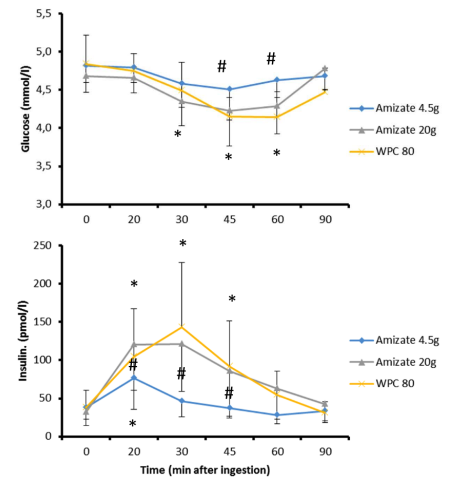 5,5
5,0
4,5
4,0
3,5
3,0
Glucose (mmol/l)
#
#
*
*
*
0 20 30 45 60 90
Amizate 4.5g
Amizate 20g
WPC 80
250
200
150
100
50
0
Insulin, (pmol/l)
*
*
*
#
#
#
*
0 20 30 45 60 90
Time (min after ingestion)
Amizate 4.5g
Amizate 20g
WPC 80